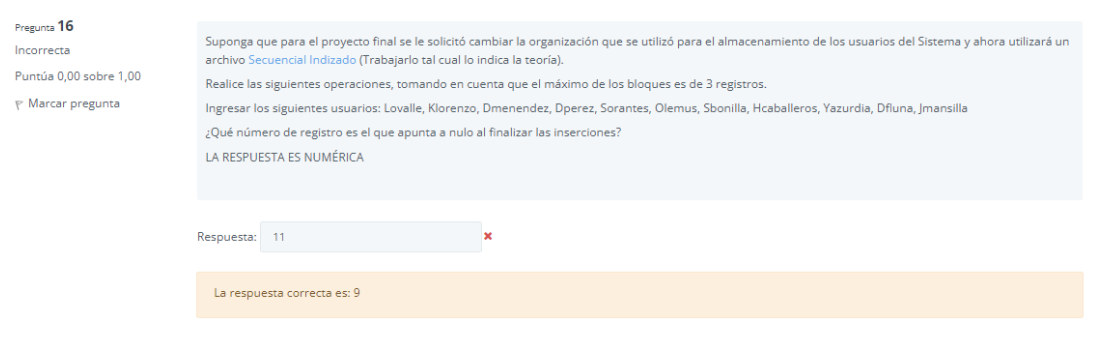 Pregunta 16
Incorrecta
Puntúa 0,00 sobre 1,00
Marcar pregunta
Suponga que para el proyecto final se le solicitó cambiar la organización que se utilizó para el almacenamiento de los usuarios del Sistema y ahora utilizará un
archivo Secuencial Indizado (Trabajarlo tal cual lo indica la teoría).
Realice las siguientes operaciones, tomando en cuenta que el máximo de los bloques es de 3 registros.
Ingresar los siguientes usuarios: Lovalle, Klorenzo, Dmenendez, Dperez, Sorantes, Olemus, Sbonilla, Hcaballeros, Yazurdia, Dfluna, Jmansilla
¿Qué número de registro es el que apunta a nulo al finalizar las inserciones?
LA RESPUESTA ES NUMÉRICA
Respuesta: 11
La respuesta correcta es: 9